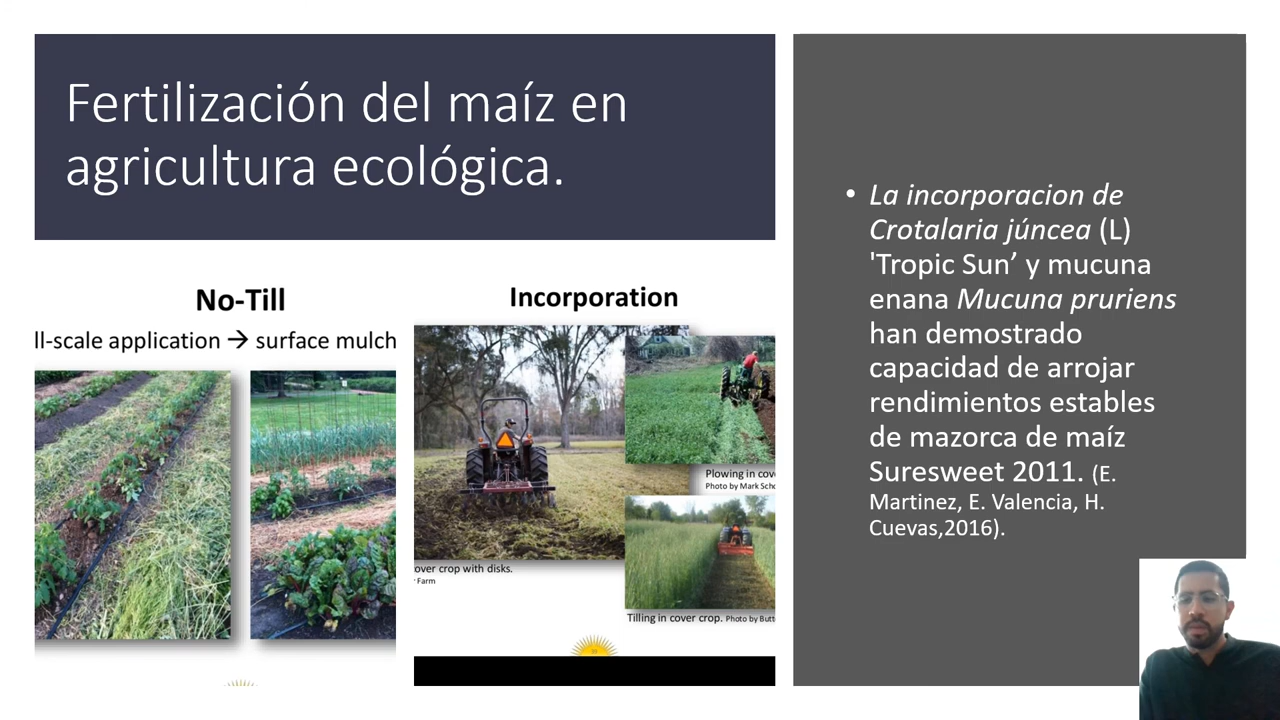 Fertilización del maíz en
agricultura ecológica.
No-Till
ll-scale application → surface mulch
Incorporation
Plowing in cov
Photo by Mark Scho
over crop with disks.
Farm
Tilling in cover crop. Photo by Butt
• La incorporacion de
Crotalaria júncea (L)
'Tropic Sun’ y mucuna
enana Mucuna pruriens
han demostrado
capacidad de arrojar
rendimientos estables
de mazorca de maíz
Suresweet 2011. (E.
Martinez, E. Valencia, H.
Cuevas,2016).